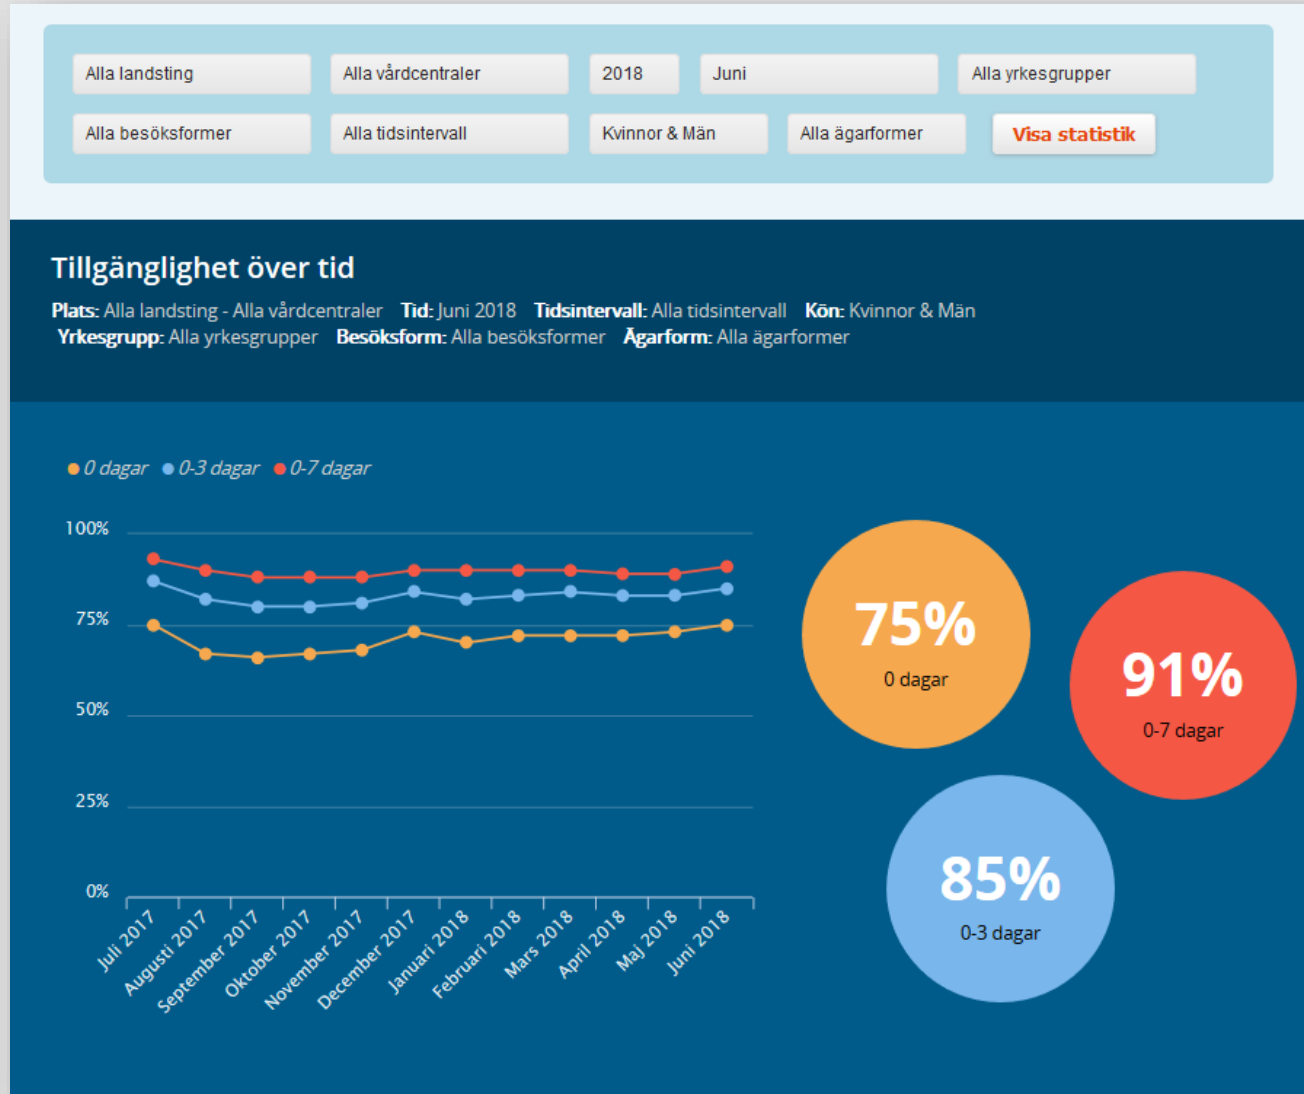 Alla landsting Alla vårdcentraler 2018 Juni Alla yrkesgrupper
Alla besöksformer Alla tidsintervall Kvinnor & Män Alla ägarformer Visa statistik
Tillgänglighet över tid
Plats: Alla landsting - Alla vårdcentraler Tid: Juni 2018 Tidsintervall: Alla tidsintervall Kön: Kvinnor & Män
Yrkesgrupp: Alla yrkesgrupper Besöksform: Alla besöksformer Ägarform: Alla ägarformer
0 dagar 0-3 dagar 0-7 dagar
100%
75%
50%
25%
0%
Juli 2017
Augusti 2017
September 2017
Oktober 2017
November 2017
December 2017
Januari 2018
Februari 2018
Mars 2018
April 2018
Maj 2018
Juni 2018
75%
0 dagar
91%
0-7 dagar
85%
0-3 dagar